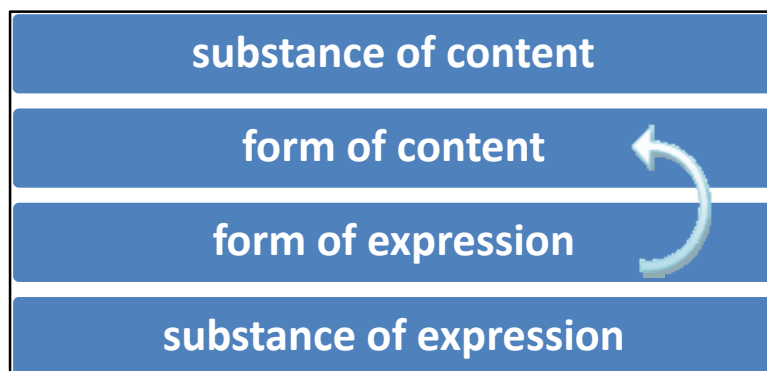 substance of content
form of content
form of expression
substance of expression